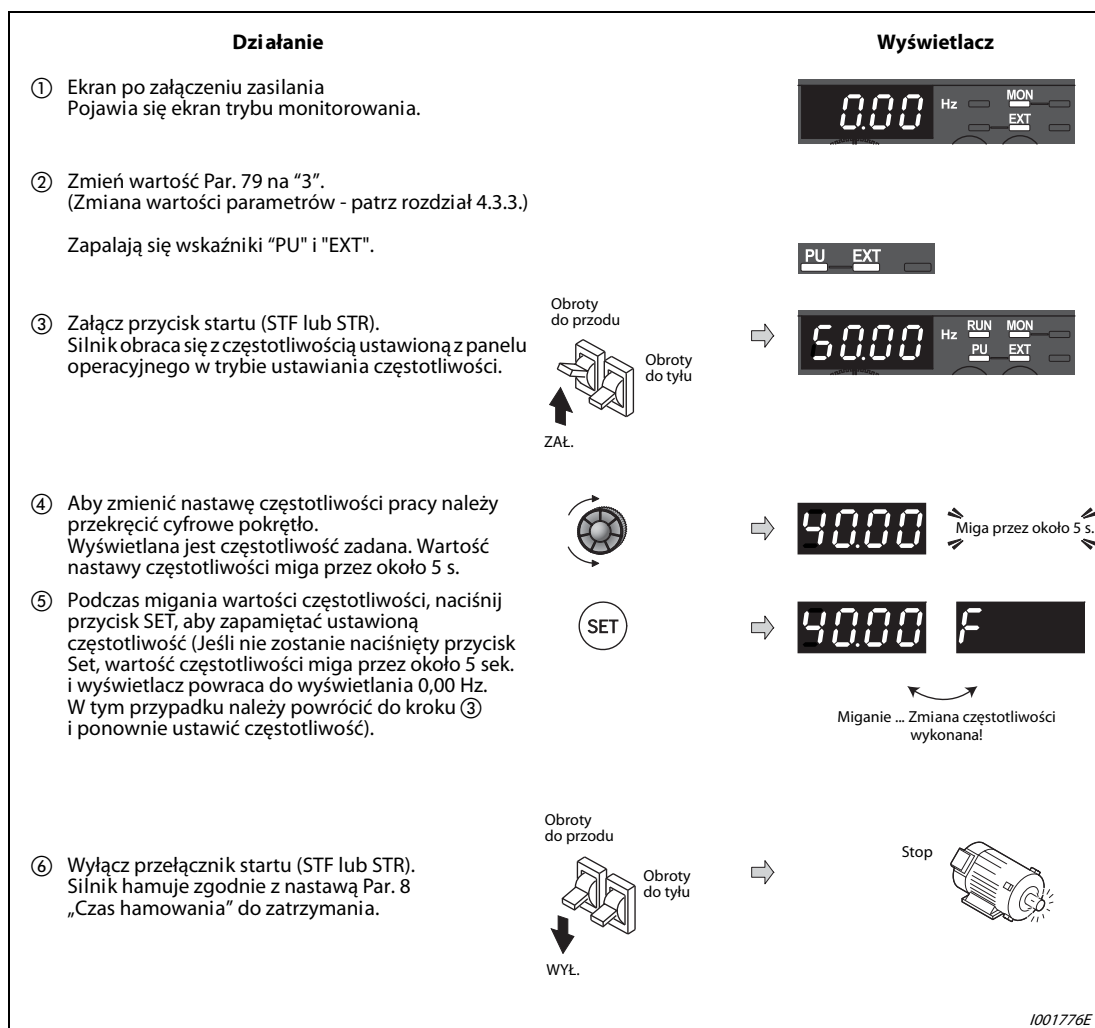 Działanie
Wyświetlacz
① Ekran po załączeniu zasilania
Pojawia się ekran trybu monitorowania.
0.00 Hz MON
EXT
② Zmień wartość Par. 79 na “3”.
(Zmiana wartości parametrów - patrz rozdział 4.3.3.)
Zapalają się wskaźniki “PU" i "EXT".
PU EXT
③ Załącz przycisk startu (STF lub STR).
Silnik obraca się z częstotliwością ustawioną z panelu
operacyjnego w trybie ustawiania częstotliwości.
Obroty
do przodu
Obroty
do tyłu
ZAŁ.
50.00 Hz RUN MON
PU EXT
④ Aby zmienić nastawę częstotliwości pracy należy
przekręcić cyfrowe pokrętło.
Wyświetlana jest częstotliwość zadana. Wartość
nastawy częstotliwości miga przez około 5 s.
40.00
Miga przez około 5 s.
⑤ Podczas migania wartości częstotliwości, naciśnij
przycisk SET, aby zapamiętać ustawioną
częstotliwość (Jeśli nie zostanie naciśnięty przycisk
Set, wartość częstotliwości miga przez około 5 sek.
i wyświetlacz powraca do wyświetlania 0,00 Hz.
W tym przypadku należy powrócić do kroku ③
i ponownie ustawić częstotliwość).
SET
40.00 F
Miganie ... Zmiana częstotliwości
wykonana!
⑥ Wyłącz przełącznik startu (STF lub STR).
Silnik hamuje zgodnie z nastawą Par. 8
„Czas hamowania” do zatrzymania.
Obroty
do przodu
Obroty
do tyłu
WYŁ.
Stop
I001776E